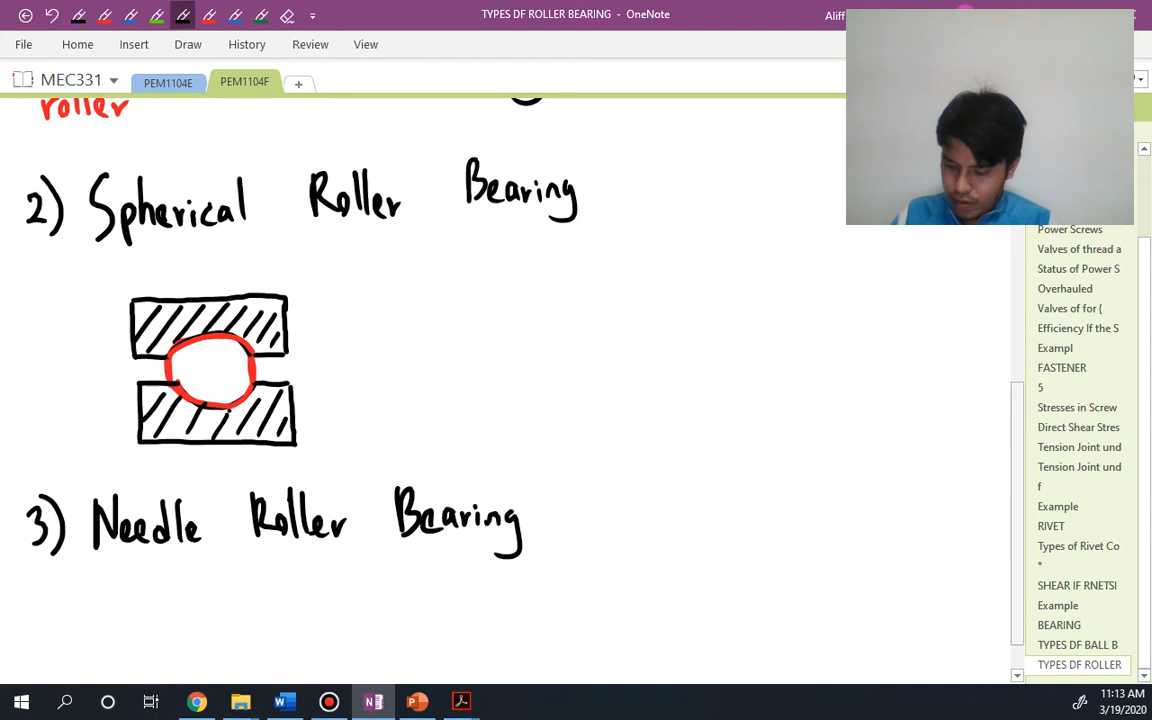 TYPES DF ROLLER BEARING - OneNote
Aliff
File Home Insert Draw History Review View
MEC331 PEM1104E PEM1104F
roller
2) Spherical Roller Bearing
3) Needle Roller Bearing
Power Screws
Valves of thread a
Status of Power S
Overhauled
Valves of for {
Efficiency If the S
Exampl
FASTENER
5
Stresses in Screw
Direct Shear Stres
Tension Joint und
Tension Joint und
f
Example
RIVET
Types of Rivet Co
*
SHEAR IF RNETSI
Example
BEARING
TYPES DF BALL B
TYPES DF ROLLER
11:13 AM
3/19/2020